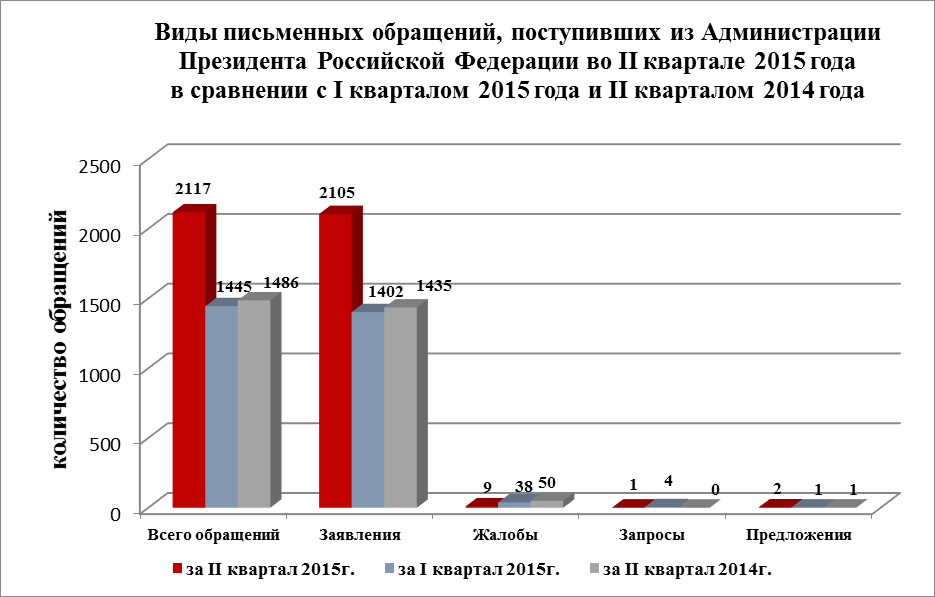 Виды письменных обращений, поступивших из Администрации
Президента Российской Федерации во II квартале 2015 года
в сравнении с I кварталом 2015 года и II кварталом 2014 года
количество обращений
2500
2000
1500
1000
500
0
2117
1445
1486
2105
1402
1435
9
38
50
1
4
0
2
1
1
Всего обращений
Заявления
Жалобы
Запросы
Предложения
за II квартал 2015г.
за I квартал 2015г.
за II квартал 2014г.